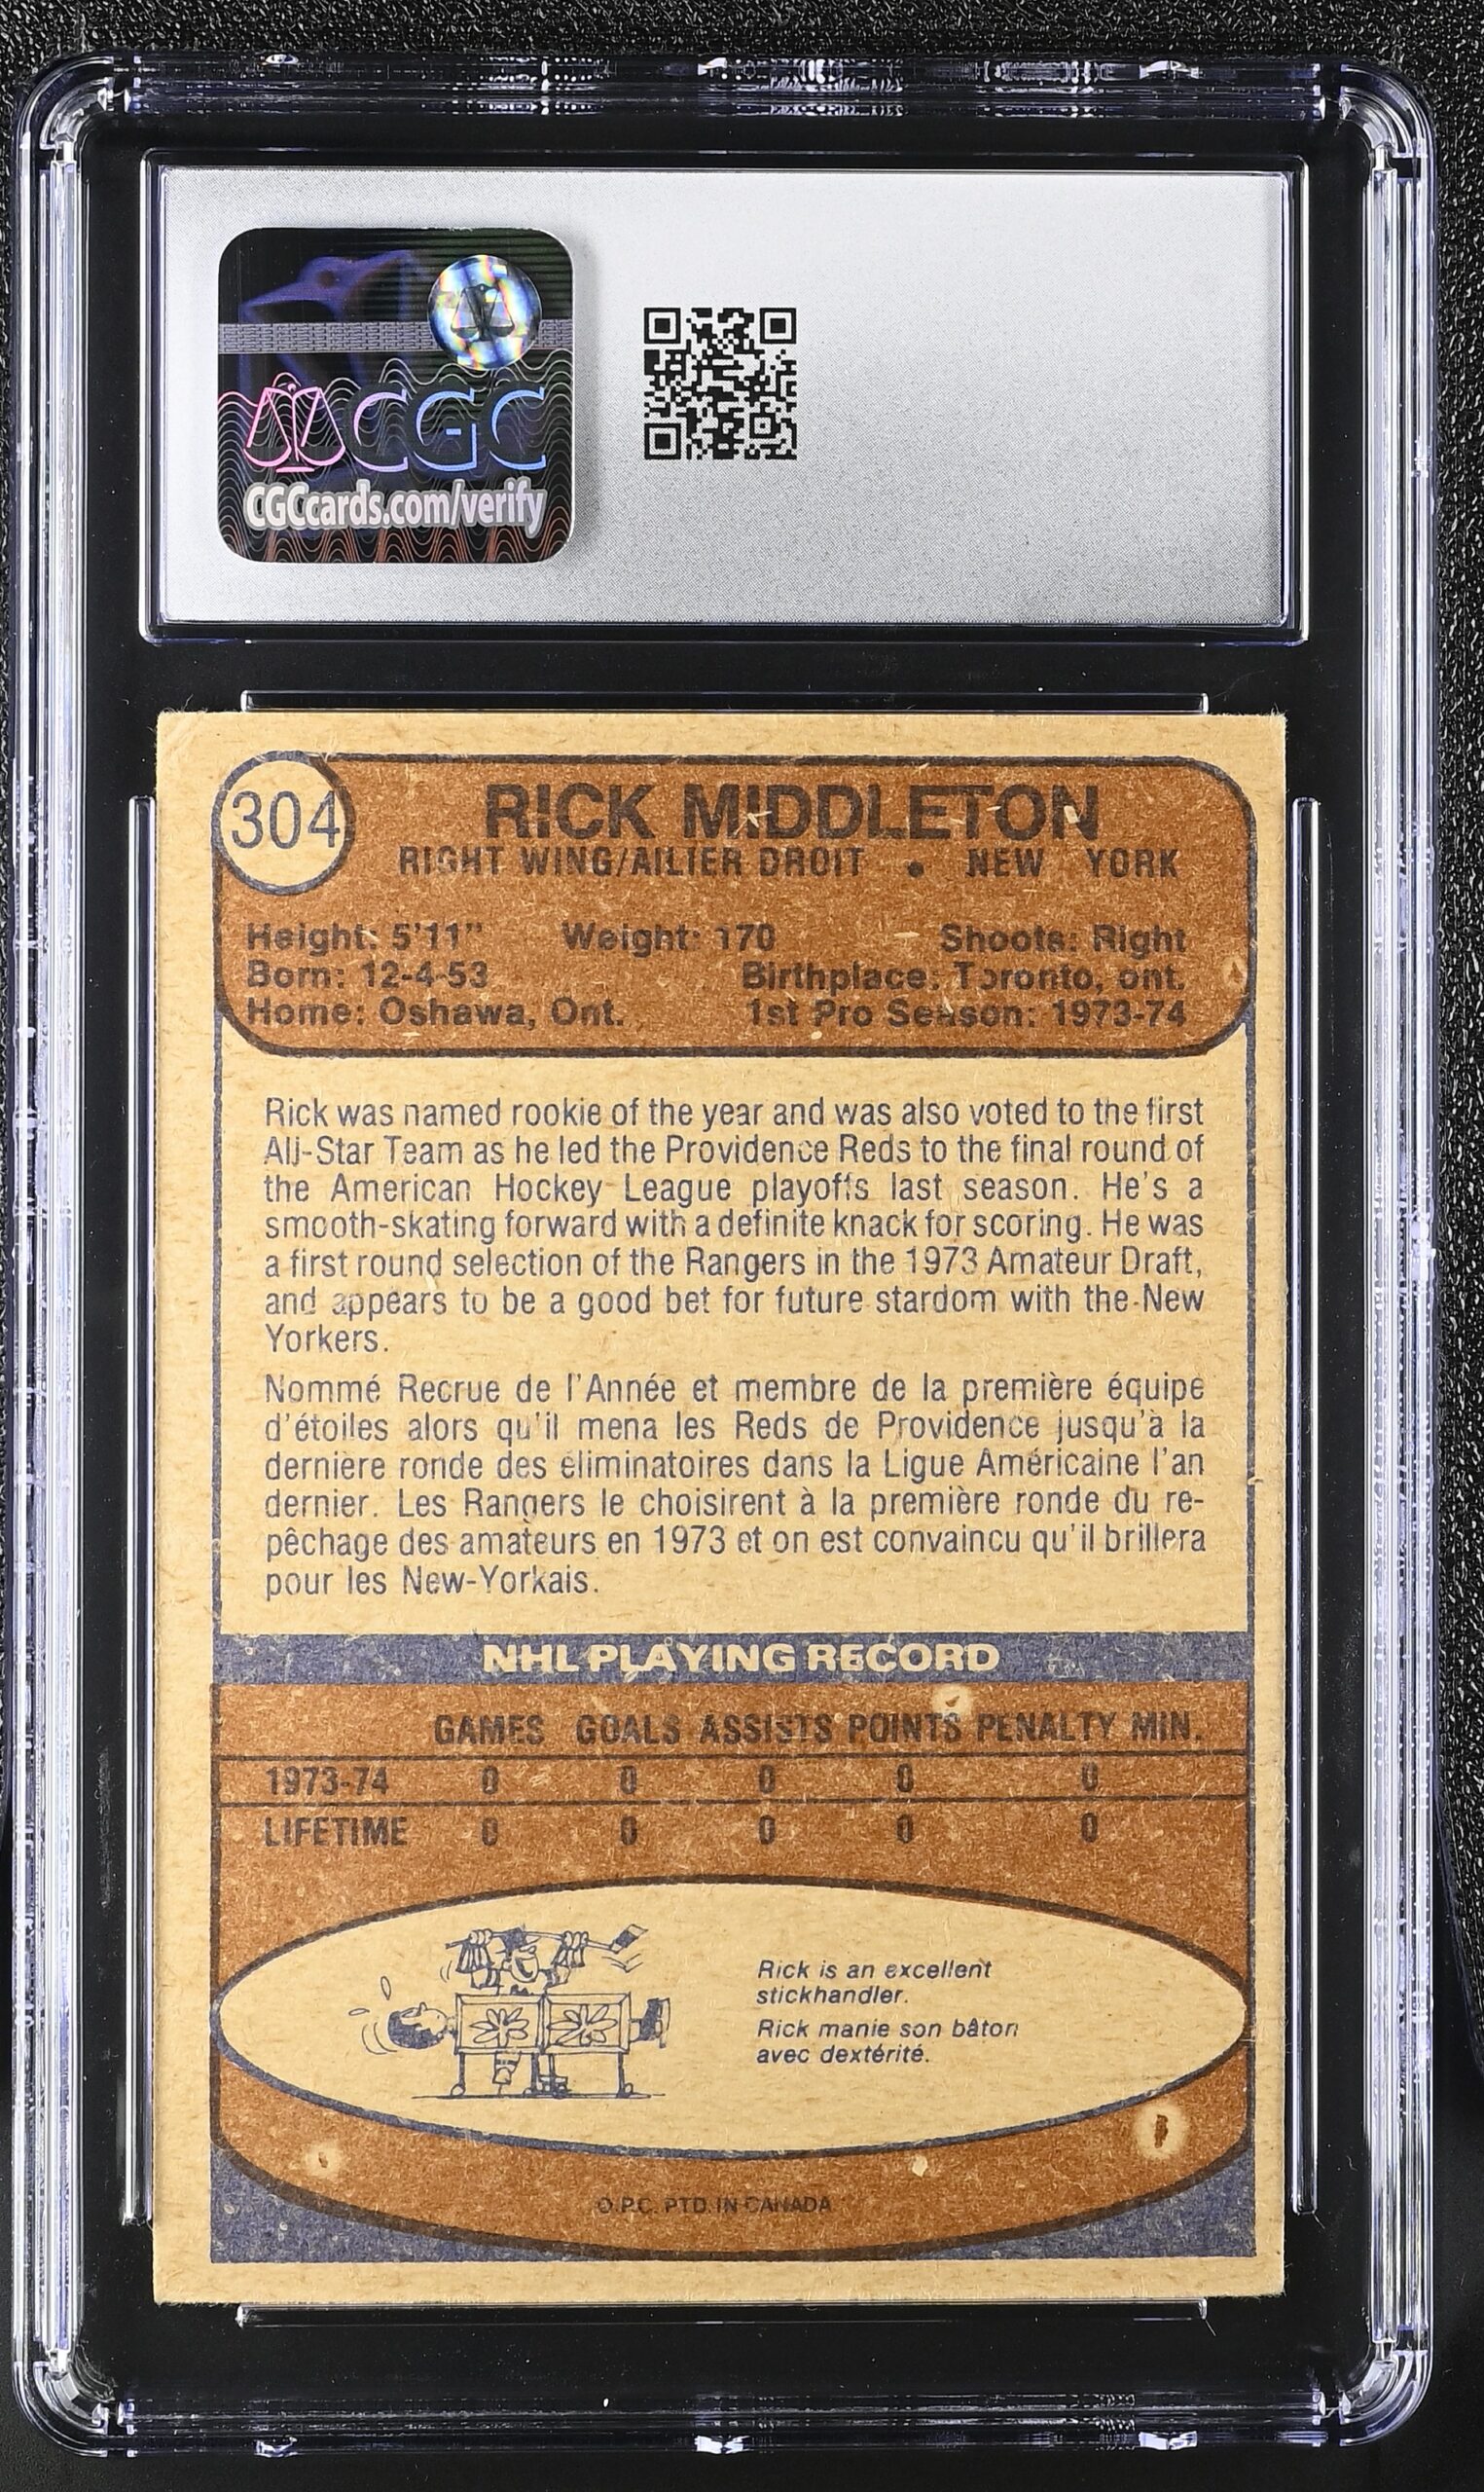 CGC
CGCcards.com/verify
304
RICK MIDDLETON
RIGHT WING/AILIER DROIT • NEW YORK
Height: 5'11" Weight: 170 Shoots: Right
Born: 12-4-53 Birthplace: Toronto, ont.
Home: Oshawa, Ont. 1st Pro Season: 1973-74
Rick was named rookie of the year and was also voted to the first
All-Star Team as he led the Providence Reds to the final round of
the American Hockey League playoffs last season. He's a
smooth-skating forward with a definite knack for scoring. He was
a first round selection of the Rangers in the 1973 Amateur Draft,
and appears to be a good bet for future stardom with the New
Yorkers.
Nommé Recrue de l'Année et membre de la première équipe
d'étoiles alors qu'il mena les Reds de Providence jusqu'à la
dernière ronde des éliminatoires dans la Ligue Américaine l'an
dernier. Les Rangers le choisirent à la première ronde du re-
pêchage des amateurs en 1973 et on est convaincu qu'il brillera
pour les New-Yorkais.
NHL PLAYING RECORD
GAMES GOALS ASSISTS POINTS PENALTY MIN.
1973-74 0 0 0 0 0
LIFETIME 0 0 0 0 0
Rick is an excellent
stickhandler.
Rick manie son bâton
avec dextérité.
O.P.C. PTD. IN CANADA